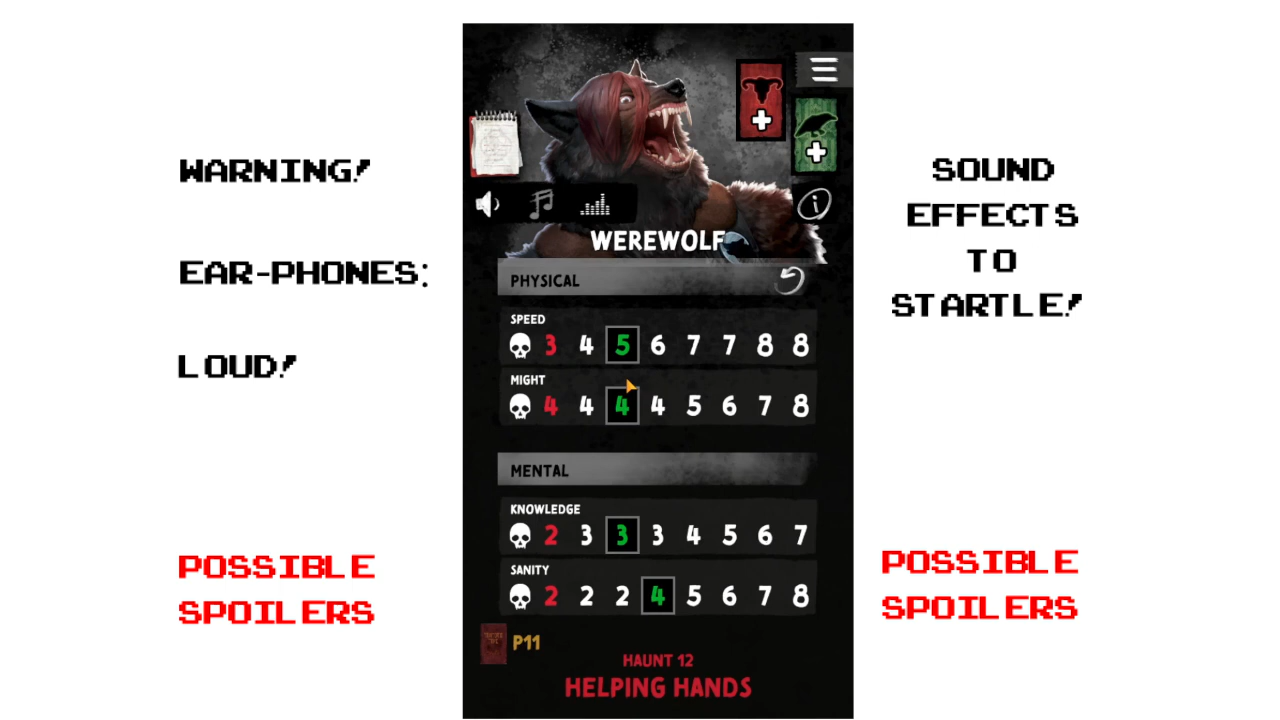 WARNING!
EAR-PHONES:
LOUD!
POSSIBLE
SPOILERS
WEREWOLF
PHYSICAL
SPEED
3 4 5 6 7 7 8 8
MIGHT
4 4 4 4 5 6 7 8
MENTAL
KNOWLEDGE
2 3 3 3 4 5 6 7
SANITY
2 2 2 4 5 6 7 8
P11
HAUNT 12
HELPING HANDS
SOUND
EFFECTS
TO
STARTLE!
POSSIBLE
SPOILERS